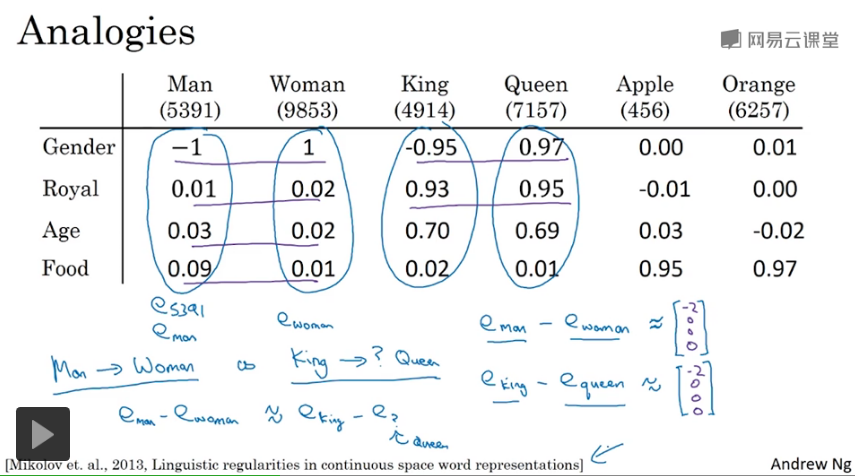 Analogies
网易云课堂
Man Woman King Queen Apple Orange
(5391) (9853) (4914) (7157) (456) (6257)
Gender −1 1 -0.95 0.97 0.00 0.01
Royal 0.01 0.02 0.93 0.95 -0.01 0.00
Age 0.03 0.02 0.70 0.69 0.03 -0.02
Food 0.09 0.01 0.02 0.01 0.95 0.97
e5391
eman ewoman
eman − ewoman ≈ [-2 0 0 0]
Man → Woman as King → ? Queen
eking − equeen ≈ [-2 0 0 0]
eman − ewoman ≈ eking − e?
↑ Queen
[Mikolov et. al., 2013, Linguistic regularities in continuous space word representations]
Andrew Ng